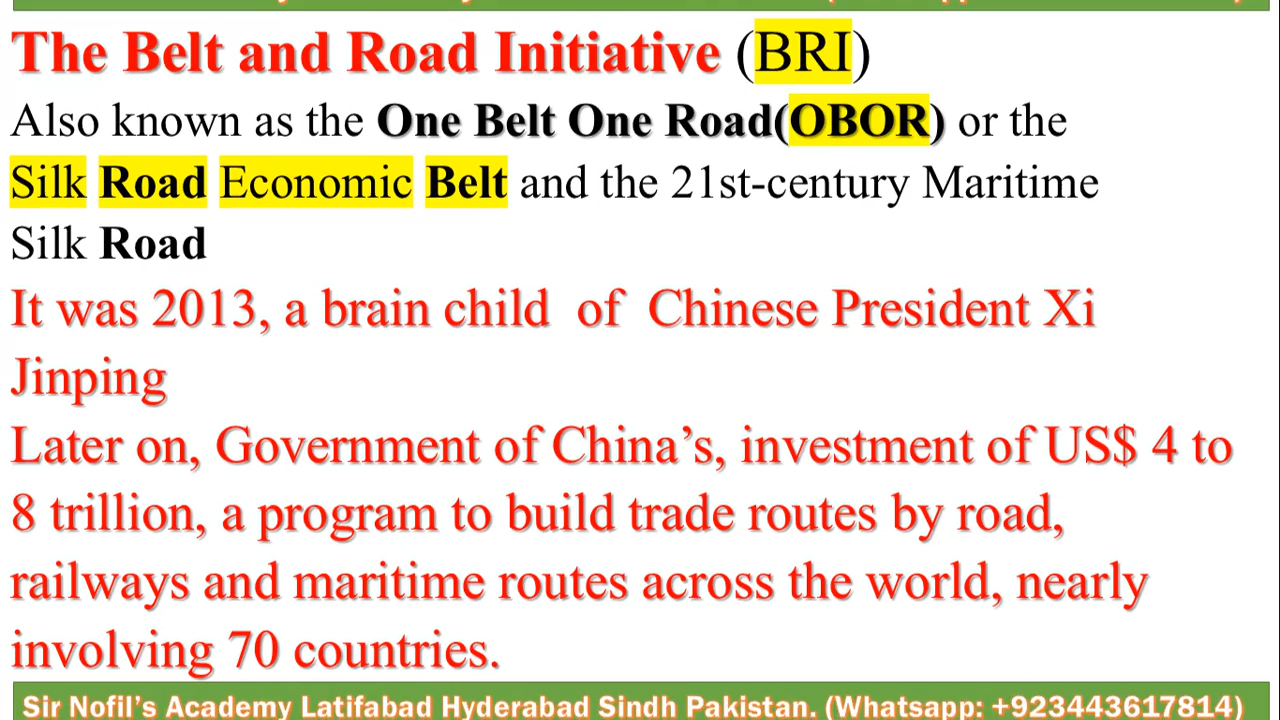 The Belt and Road Initiative (BRI)
Also known as the One Belt One Road(OBOR) or the
Silk Road Economic Belt and the 21st-century Maritime
Silk Road
It was 2013, a brain child of Chinese President Xi
Jinping
Later on, Government of China’s, investment of US$ 4 to
8 trillion, a program to build trade routes by road,
railways and maritime routes across the world, nearly
involving 70 countries.
Sir Nofil’s Academy Latifabad Hyderabad Sindh Pakistan. (Whatsapp: +923443617814)